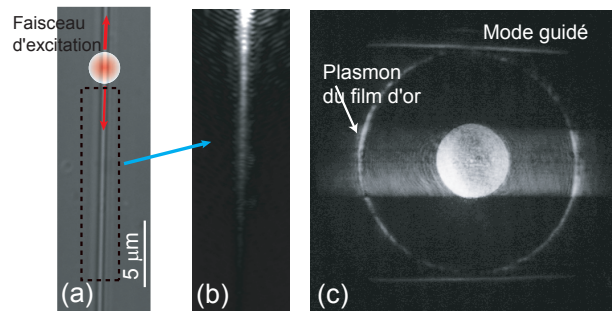 Faisceau
d'excitation
5 μm
(a)
(b)
Mode guidé
Plasmon
du film d'or
(c)